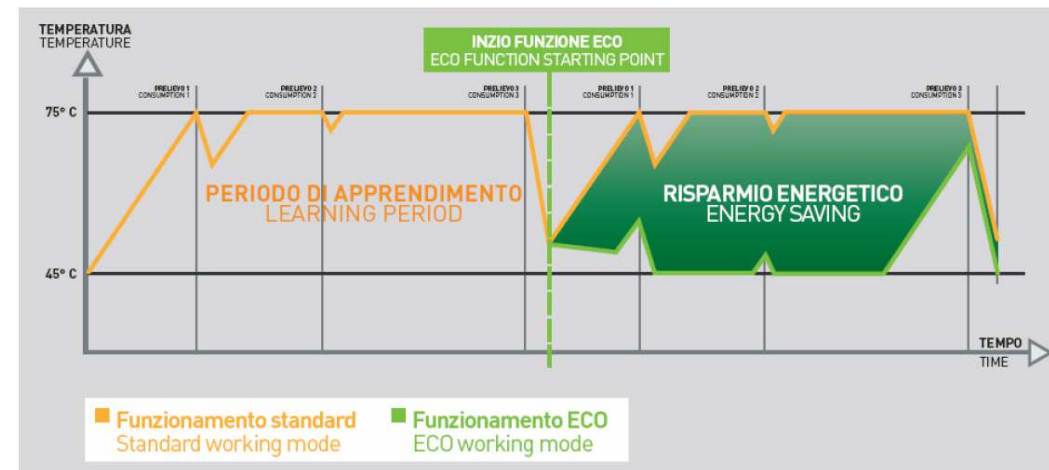 TEMPERATURA
TEMPERATURE
INZIO FUNZIONE ECO
ECO FUNCTION STARTING POINT
PRELIEVO 1
CONSUMPTION 1
PRELIEVO 2
CONSUMPTION 2
PRELIEVO 3
CONSUMPTION 3
PRELIEVO 1
CONSUMPTION 1
PRELIEVO 2
CONSUMPTION 2
PRELIEVO 3
CONSUMPTION 3
75° C
PERIODO DI APPRENDIMENTO
LEARNING PERIOD
RISPARMIO ENERGETICO
ENERGY SAVING
45° C
TEMPO
TIME
Funzionamento standard
Standard working mode
Funzionamento ECO
ECO working mode